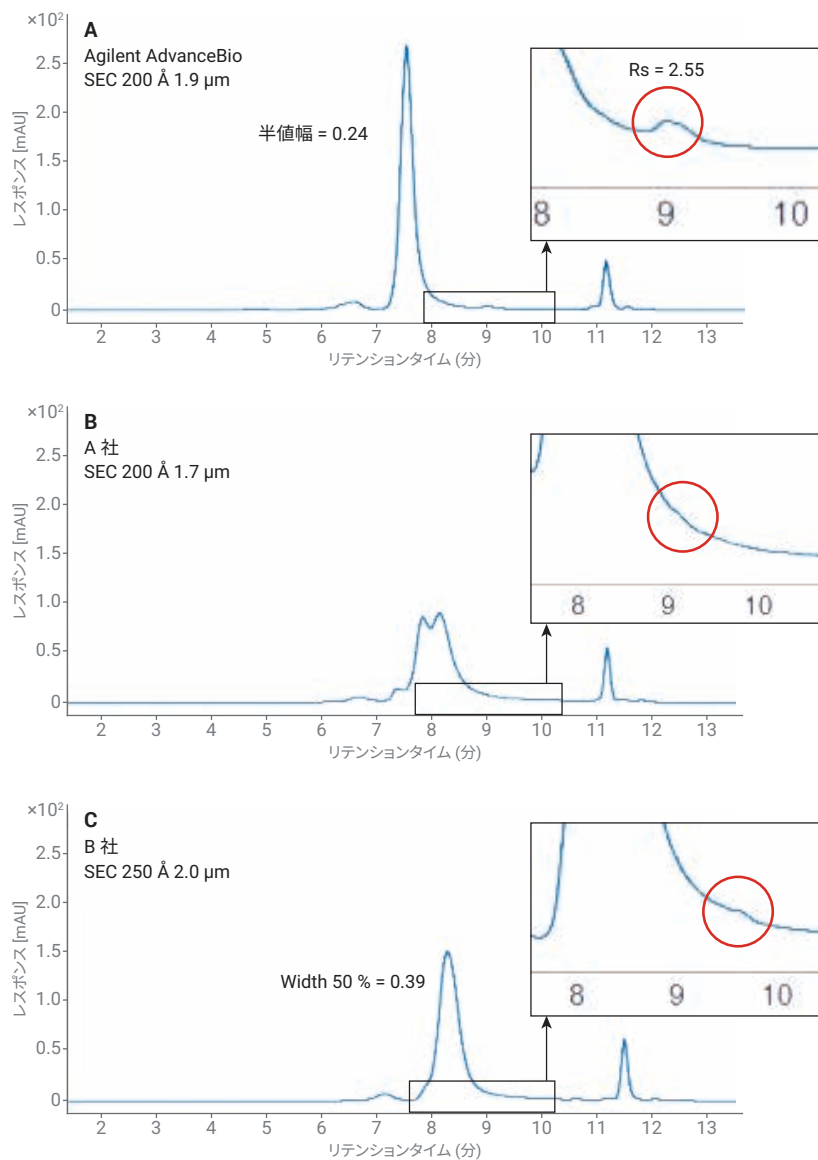 ×10²
A
Agilent AdvanceBio
SEC 200 Å 1.9 µm
半値幅 = 0.24
Rs = 2.55
8 9 10
レスポンス [mAU]
2.5
2.0
1.5
1.0
0.5
0
2 3 4 5 6 7 8 9 10 11 12 13
リテンションタイム (分)
×10²
B
A 社
SEC 200 Å 1.7 µm
8 9 10
レスポンス [mAU]
2.5
2.0
1.5
1.0
0.5
0
2 3 4 5 6 7 8 9 10 11 12 13
リテンションタイム (分)
×10²
C
B 社
SEC 250 Å 2.0 µm
Width 50 % = 0.39
8 9 10
レスポンス [mAU]
2.5
2.0
1.5
1.0
0.5
0
2 3 4 5 6 7 8 9 10 11 12 13
リテンションタイム (分)